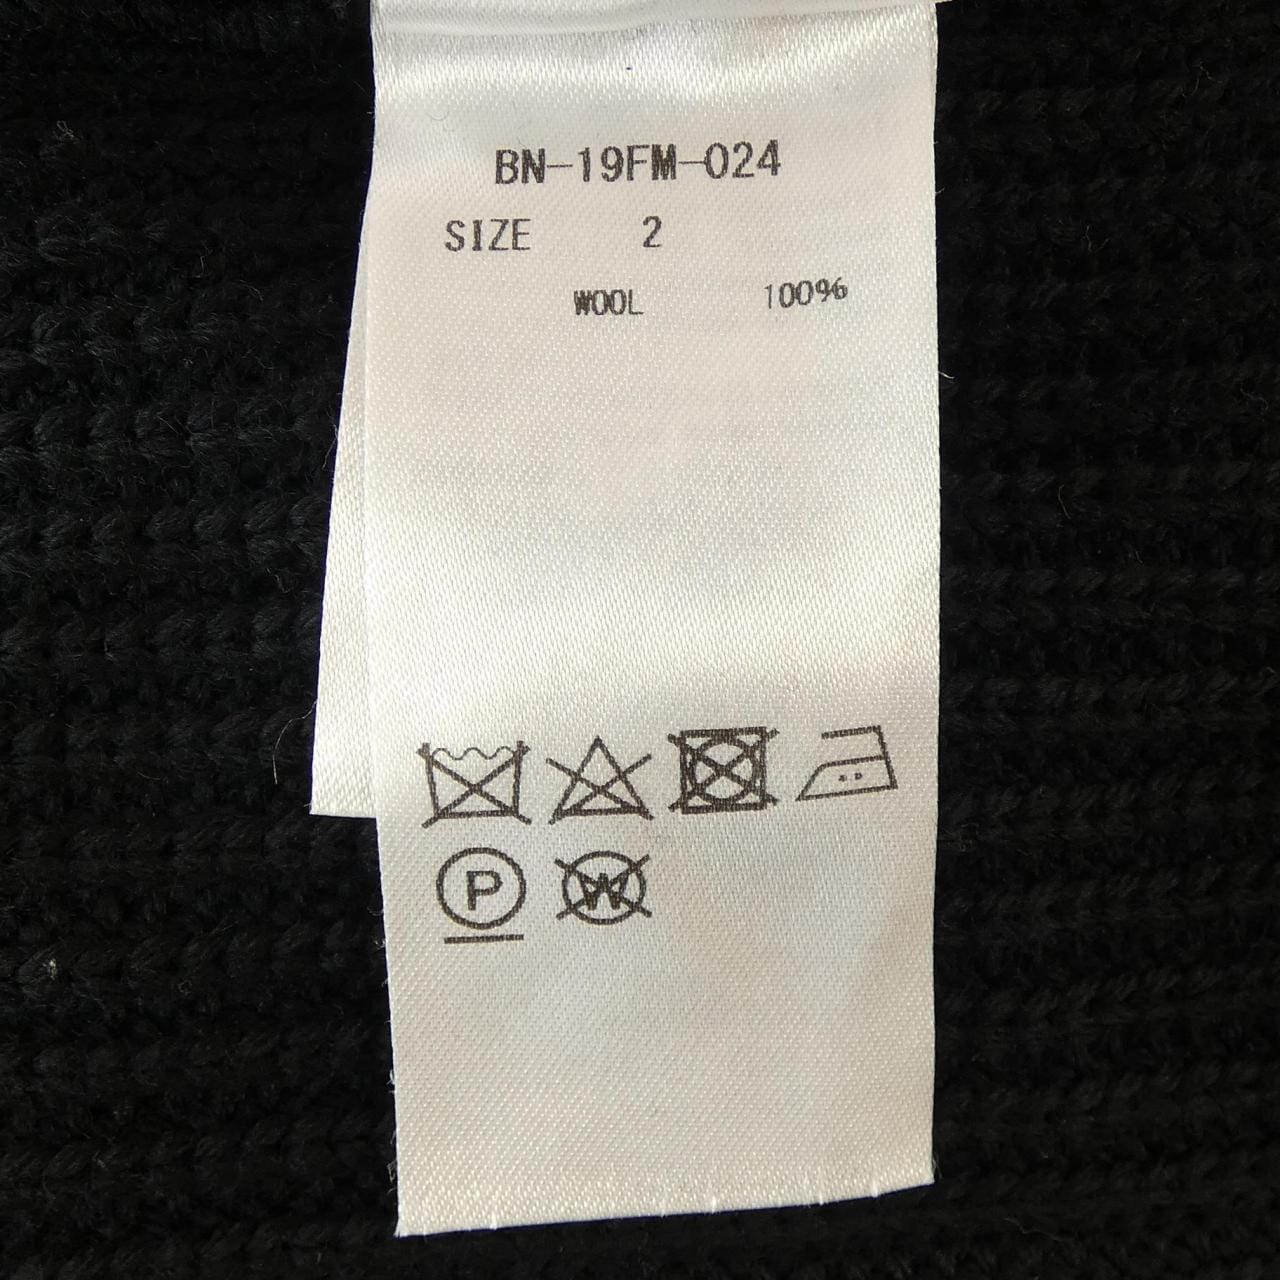 BN-19FM-024
SIZE 2
WOOL 100%
P W